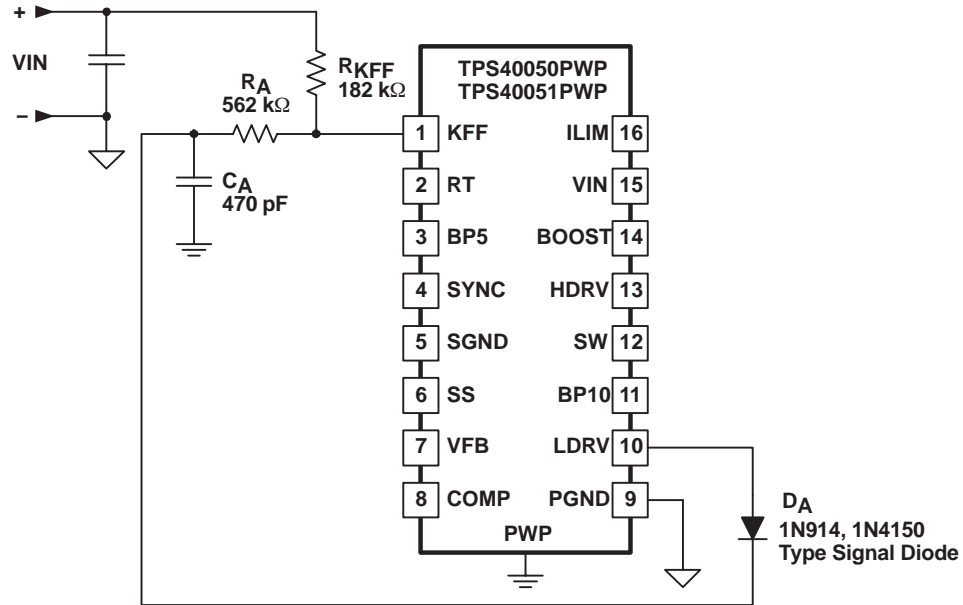 +
VIN
−
RA
562 kΩ
RKFF
182 kΩ
CA
470 pF
TPS40050PWP
TPS40051PWP
1 KFF ILIM 16
2 RT VIN 15
3 BP5 BOOST 14
4 SYNC HDRV 13
5 SGND SW 12
6 SS BP10 11
7 VFB LDRV 10
8 COMP PGND 9
PWP
DA
1N914, 1N4150
Type Signal Diode